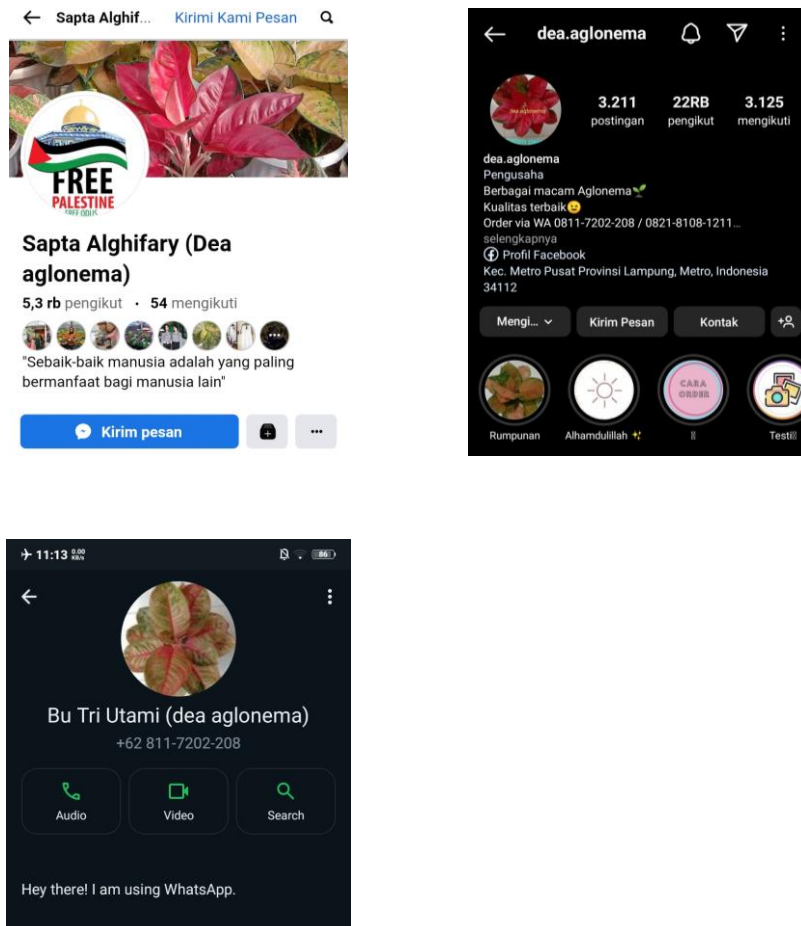 Sapta Alghif... Kirimi Kami Pesan
FREE
PALESTINE
Sapta Alghifary (Dea
aglonema)
5,3 rb pengikut · 54 mengikuti
"Sebaik-baik manusia adalah yang paling
bermanfaat bagi manusia lain"
Kirim pesan
dea.aglonema
3.211 22RB 3.125
postingan pengikut mengikuti
dea.aglonema
Pengusaha
Berbagai macam Aglonema
Kualitas terbaik
Order via WA 0811-7202-208 / 0821-8108-1211...
selengkapnya
Profil Facebook
Kec. Metro Pusat Provinsi Lampung, Metro, Indonesia
34112
Mengi... Kirim Pesan Kontak
CARA
ORDER
Rumpunan Alhamdulillah Testi
11:13 0.00 KB/s 86
Bu Tri Utami (dea aglonema)
+62 811-7202-208
Audio Video Search
Hey there! I am using WhatsApp.